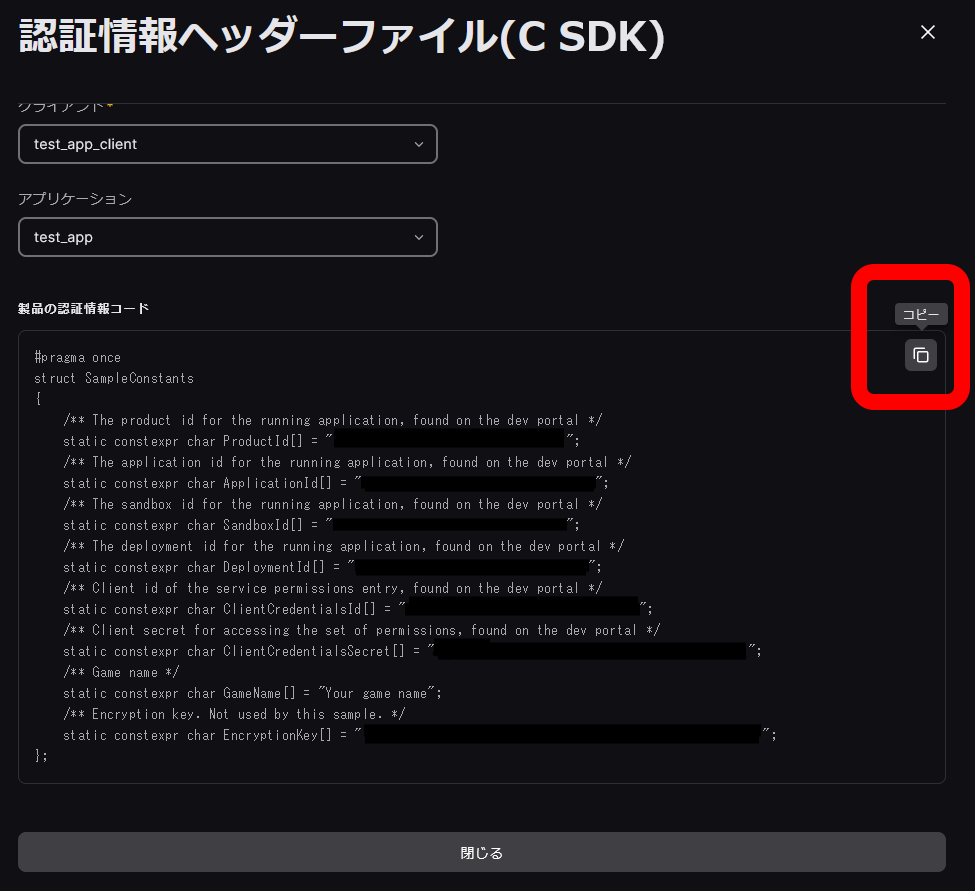 認証情報ヘッダーファイル(C SDK)
クライアント*
test_app_client
アプリケーション
test_app
製品の認証情報コード
コピー
#pragma once
struct SampleConstants
{
    /** The product id for the running application, found on the dev portal */
    static constexpr char ProductId[] = "";
    /** The application id for the running application, found on the dev portal */
    static constexpr char ApplicationId[] = "";
    /** The sandbox id for the running application, found on the dev portal */
    static constexpr char SandboxId[] = "";
    /** The deployment id for the running application, found on the dev portal */
    static constexpr char DeploymentId[] = "";
    /** Client id of the service permissions entry, found on the dev portal */
    static constexpr char ClientCredentialsId[] = "";
    /** Client secret for accessing the set of permissions, found on the dev portal */
    static constexpr char ClientCredentialsSecret[] = "";
    /** Game name */
    static constexpr char GameName[] = "Your game name";
    /** Encryption key. Not used by this sample. */
    static constexpr char EncryptionKey[] = "";
};
閉じる